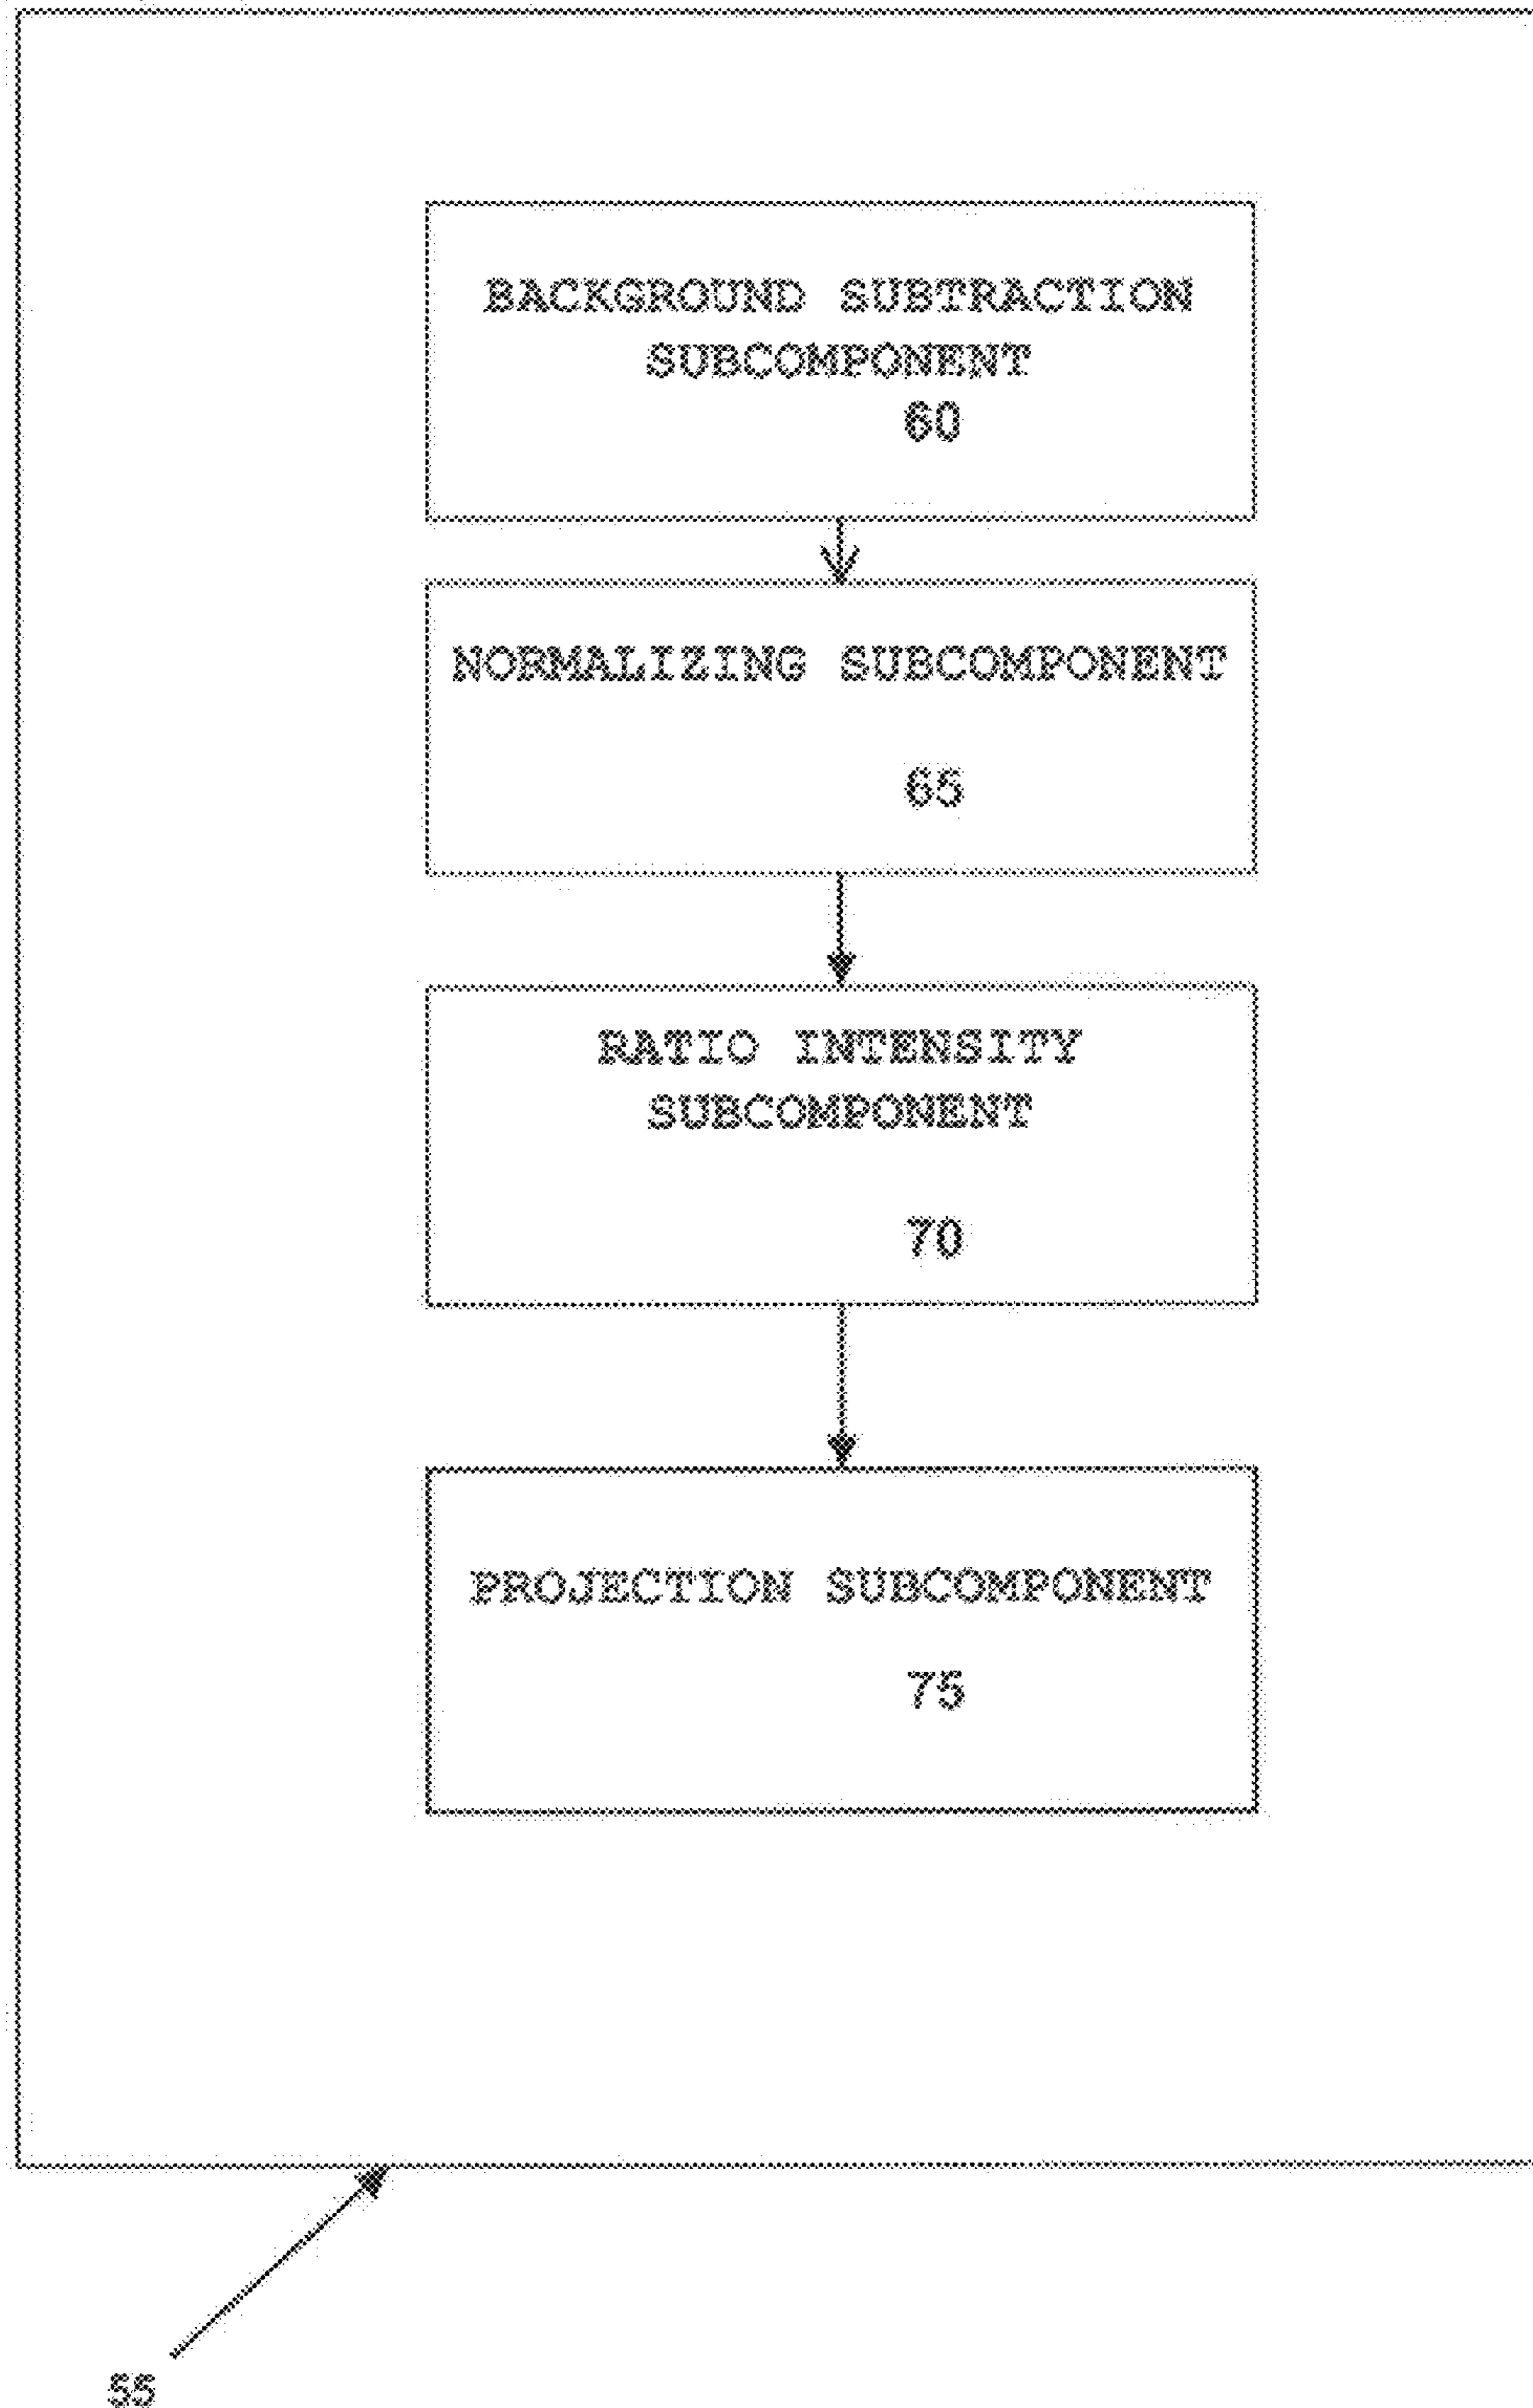 BACKGROUND SUBTRACTION
SUBCOMPONENT
60
NORMALIZING SUBCOMPONENT
65
RATIO INTENSITY
SUBCOMPONENT
70
PROJECTION SUBCOMPONENT
75
55